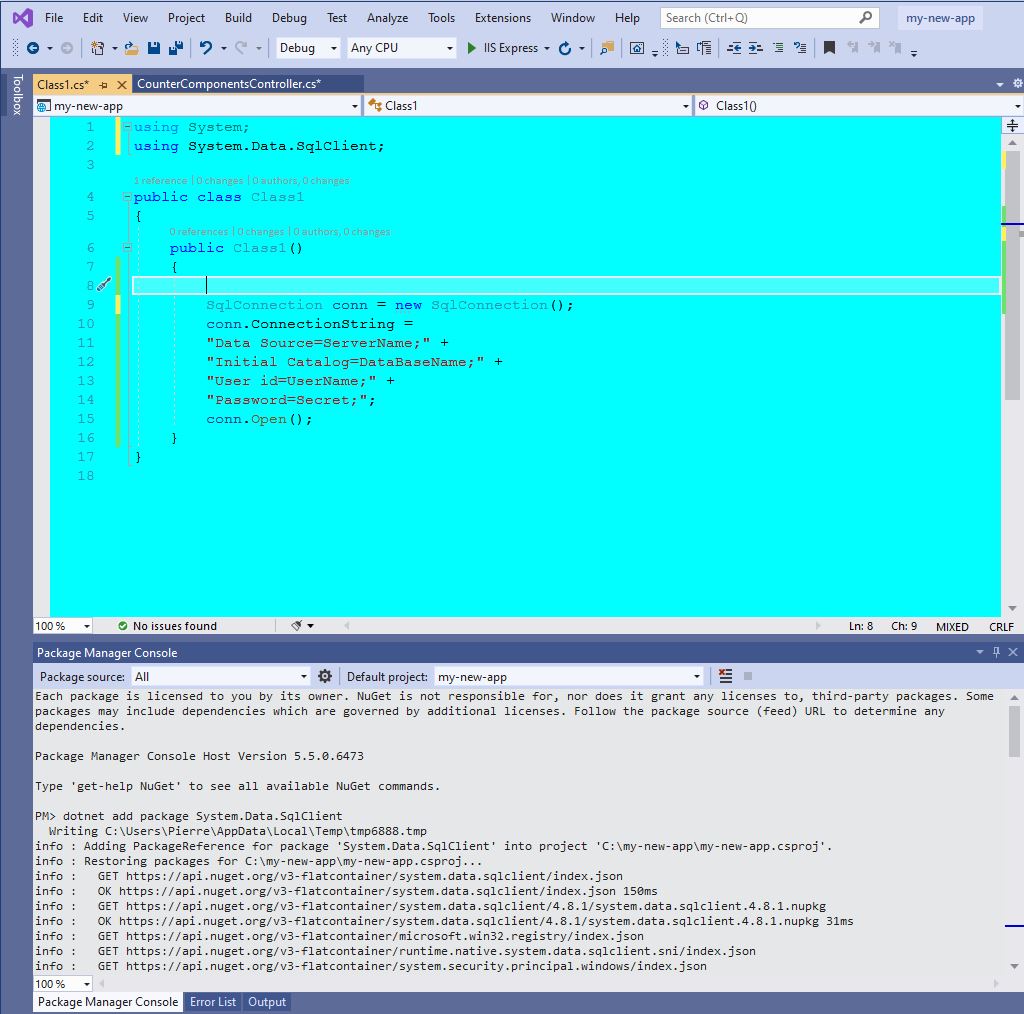 File Edit View Project Build Debug Test Analyze Tools Extensions Window Help Search (Ctrl+Q) my-new-app
Debug Any CPU IIS Express
Toolbox
Class1.cs* CounterComponentsController.cs*
my-new-app Class1 Class1()
1 using System;
2 using System.Data.SqlClient;
3
1 reference | 0 changes | 0 authors, 0 changes
4 public class Class1
5 {
0 references | 0 changes | 0 authors, 0 changes
6 public Class1()
7 {
8
9 SqlConnection conn = new SqlConnection();
10 conn.ConnectionString =
11 "Data Source=ServerName;" +
12 "Initial Catalog=DataBaseName;" +
13 "User id=UserName;" +
14 "Password=Secret;";
15 conn.Open();
16 }
17 }
18
100 % No issues found Ln: 8 Ch: 9 MIXED CRLF
Package Manager Console
Package source: All Default project: my-new-app
Each package is licensed to you by its owner. NuGet is not responsible for, nor does it grant any licenses to, third-party packages. Some
packages may include dependencies which are governed by additional licenses. Follow the package source (feed) URL to determine any
dependencies.
Package Manager Console Host Version 5.5.0.6473
Type 'get-help NuGet' to see all available NuGet commands.
PM> dotnet add package System.Data.SqlClient
Writing C:\Users\Pierre\AppData\Local\Temp\tmp6888.tmp
info : Adding PackageReference for package 'System.Data.SqlClient' into project 'C:\my-new-app\my-new-app.csproj'.
info : Restoring packages for C:\my-new-app\my-new-app.csproj...
info :   GET https://api.nuget.org/v3-flatcontainer/system.data.sqlclient/index.json
info :   OK https://api.nuget.org/v3-flatcontainer/system.data.sqlclient/index.json 150ms
info :   GET https://api.nuget.org/v3-flatcontainer/system.data.sqlclient/4.8.1/system.data.sqlclient.4.8.1.nupkg
info :   OK https://api.nuget.org/v3-flatcontainer/system.data.sqlclient/4.8.1/system.data.sqlclient.4.8.1.nupkg 31ms
info :   GET https://api.nuget.org/v3-flatcontainer/microsoft.win32.registry/index.json
info :   GET https://api.nuget.org/v3-flatcontainer/runtime.native.system.data.sqlclient.sni/index.json
info :   GET https://api.nuget.org/v3-flatcontainer/system.security.principal.windows/index.json
100 %
Package Manager Console Error List Output